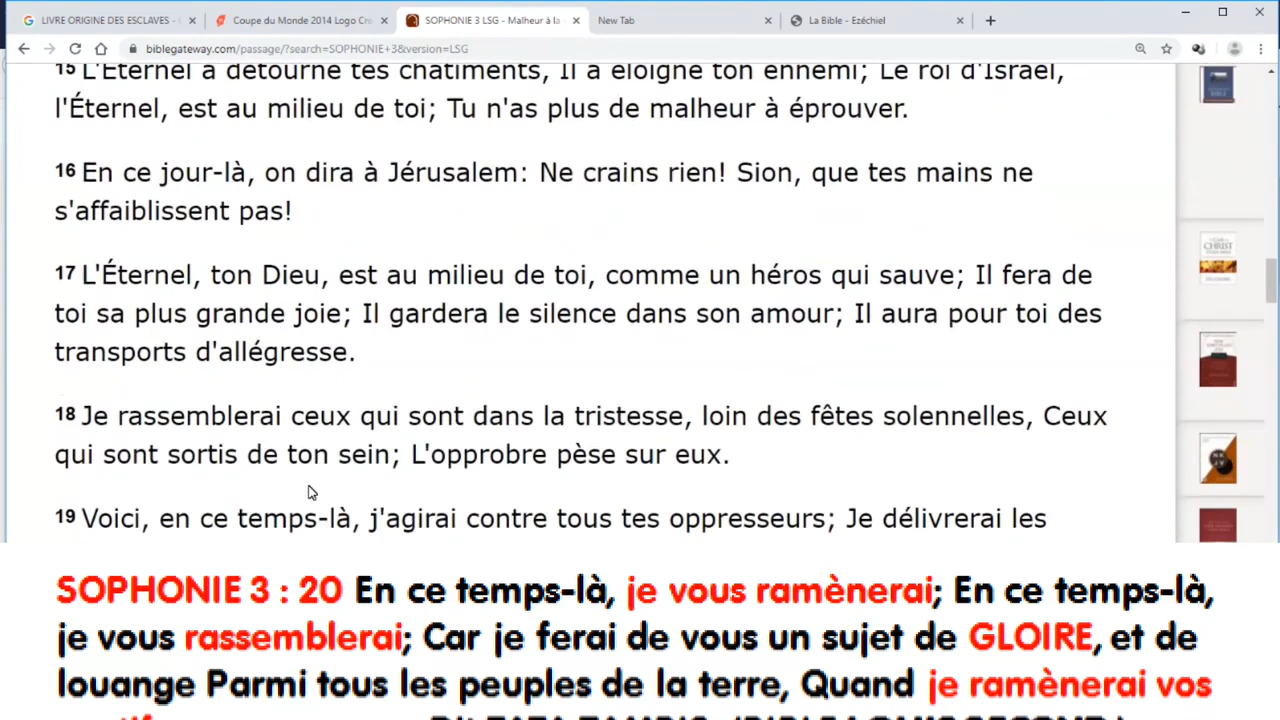 LIVRE ORIGINE DES ESCLAVES - G
Coupe du Monde 2014 Logo Cro
SOPHONIE 3 LSG - Malheur à la
New Tab
La Bible - Ezéchiel
biblegateway.com/passage/?search=SOPHONIE+3&version=LSG
15 L'Éternel a détourné tes châtiments, Il a éloigné ton ennemi; Le roi d'Israël,
l'Éternel, est au milieu de toi; Tu n'as plus de malheur à éprouver.
16 En ce jour-là, on dira à Jérusalem: Ne crains rien! Sion, que tes mains ne
s'affaiblissent pas!
17 L'Éternel, ton Dieu, est au milieu de toi, comme un héros qui sauve; Il fera de
toi sa plus grande joie; Il gardera le silence dans son amour; Il aura pour toi des
transports d'allégresse.
18 Je rassemblerai ceux qui sont dans la tristesse, loin des fêtes solennelles, Ceux
qui sont sortis de ton sein; L'opprobre pèse sur eux.
19 Voici, en ce temps-là, j'agirai contre tous tes oppresseurs; Je délivrerai les
SOPHONIE 3 : 20 En ce temps-là, je vous ramènerai; En ce temps-là,
je vous rassemblerai; Car je ferai de vous un sujet de GLOIRE, et de
louange Parmi tous les peuples de la terre, Quand je ramènerai vos